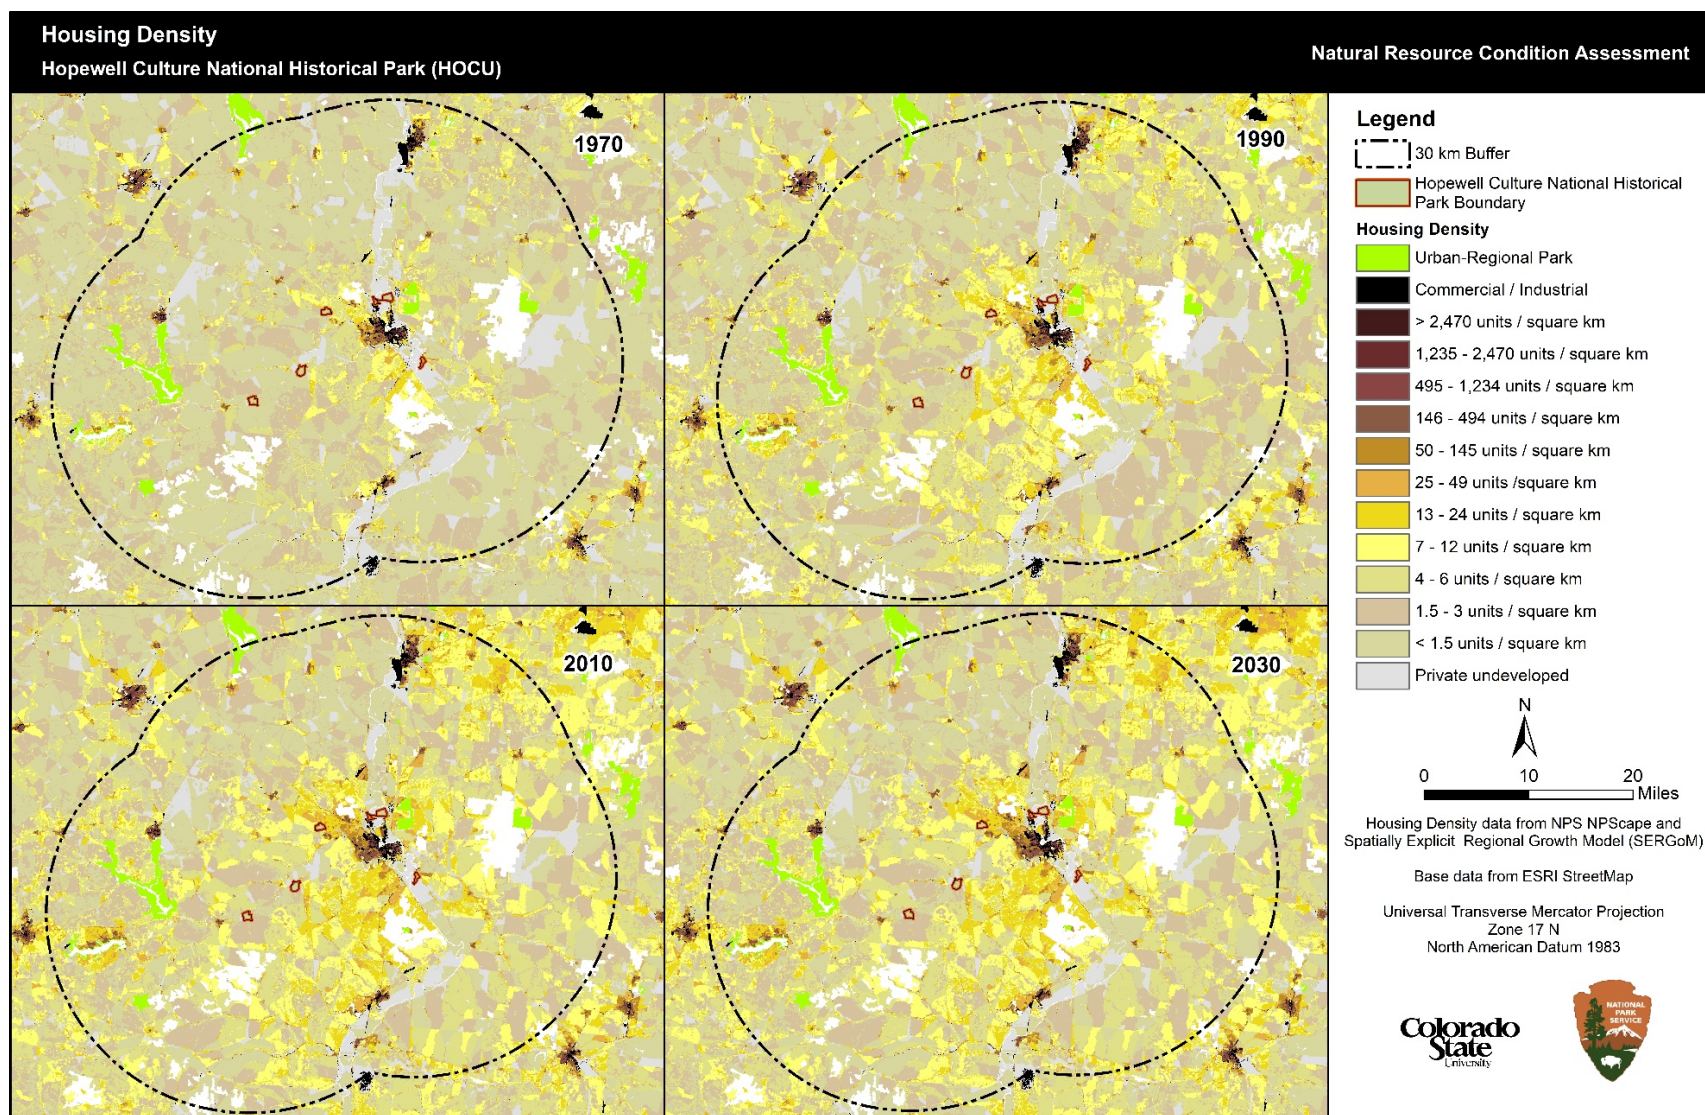 Housing Density
Hopewell Culture National Historical Park (HOCU)
Natural Resource Condition Assessment
1970
1990
2010
2030
Legend
30 km Buffer
Hopewell Culture National Historical
Park Boundary
Housing Density
Urban-Regional Park
Commercial / Industrial
> 2,470 units / square km
1,235 - 2,470 units / square km
495 - 1,234 units / square km
146 - 494 units / square km
50 - 145 units / square km
25 - 49 units /square km
13 - 24 units / square km
7 - 12 units / square km
4 - 6 units / square km
1.5 - 3 units / square km
< 1.5 units / square km
Private undeveloped
N
0 10 20
Miles
Housing Density data from NPS NPScape and
Spatially Explicit Regional Growth Model (SERGoM)
Base data from ESRI StreetMap
Universal Transverse Mercator Projection
Zone 17 N
North American Datum 1983
Colorado
State
University
NATIONAL
PARK
SERVICE